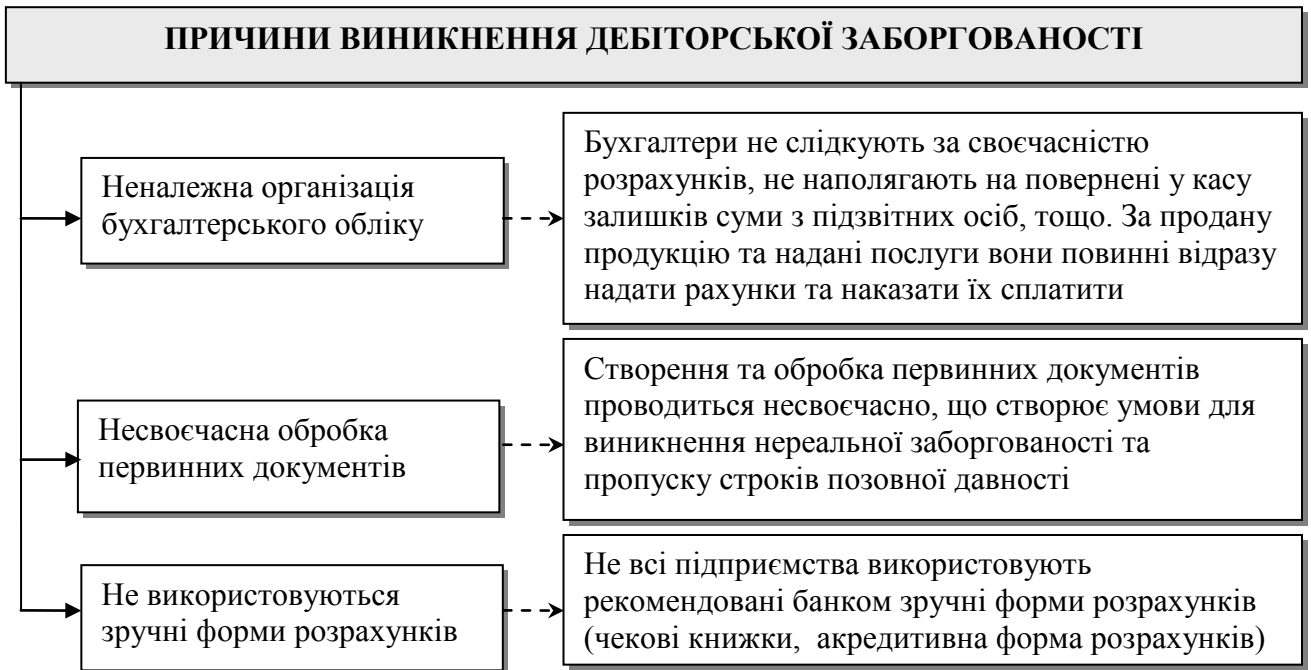 ПРИЧИНИ ВИНИКНЕННЯ ДЕБІТОРСЬКОЇ ЗАБОРГОВАНОСТІ
Неналежна організація
бухгалтерського обліку
Бухгалтери не слідкують за своєчасністю
розрахунків, не наполягають на повернені у касу
залишків суми з підзвітних осіб, тощо. За продану
продукцію та надані послуги вони повинні відразу
надати рахунки та наказати їх сплатити
Несвоєчасна обробка
первинних документів
Створення та обробка первинних документів
проводиться несвоєчасно, що створює умови для
виникнення нереальної заборгованості та
пропуску строків позовної давності
Не використовуються
зручні форми розрахунків
Не всі підприємства використовують
рекомендовані банком зручні форми розрахунків
(чекові книжки, акредитивна форма розрахунків)